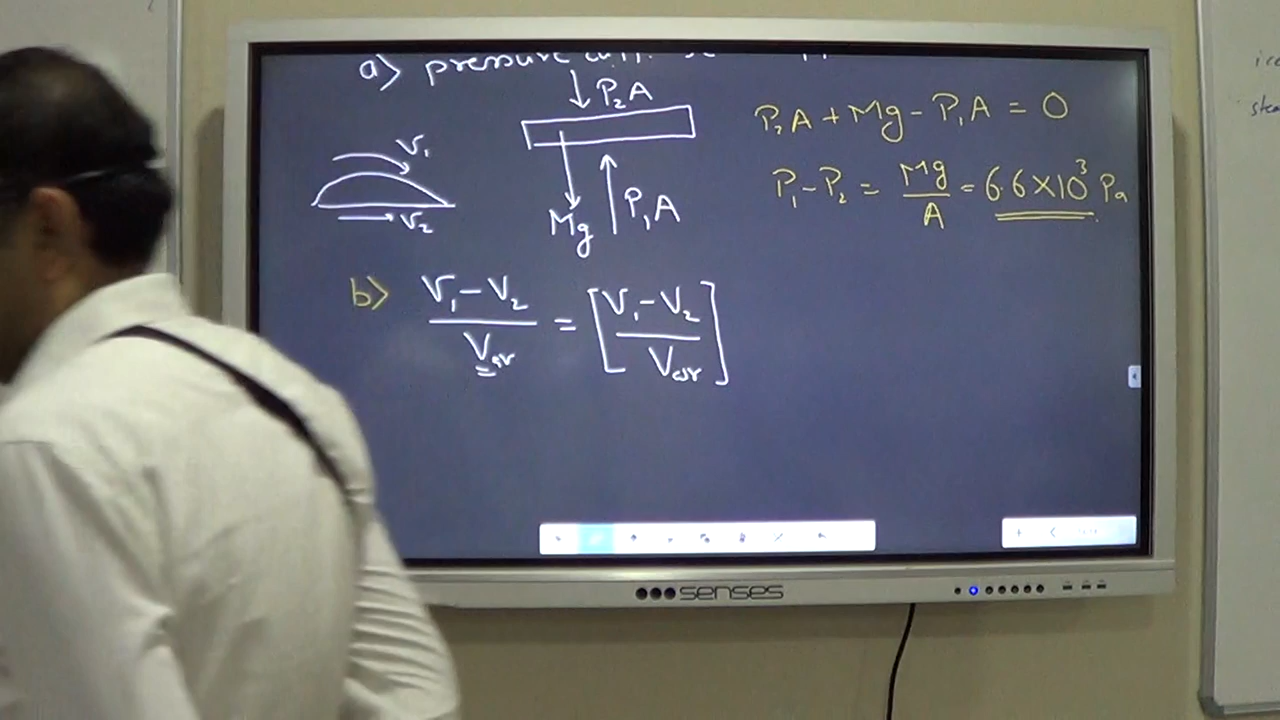 a) pressure
P₂A
P₂A + Mg - P₁A = 0
V₁
V₂
Mg
P₁A
P₁ - P₂ = Mg/A = 6.6 × 10³ Pa
b) (V₁ - V₂)/Vav = [(V₁ - V₂)/Vav]
senses